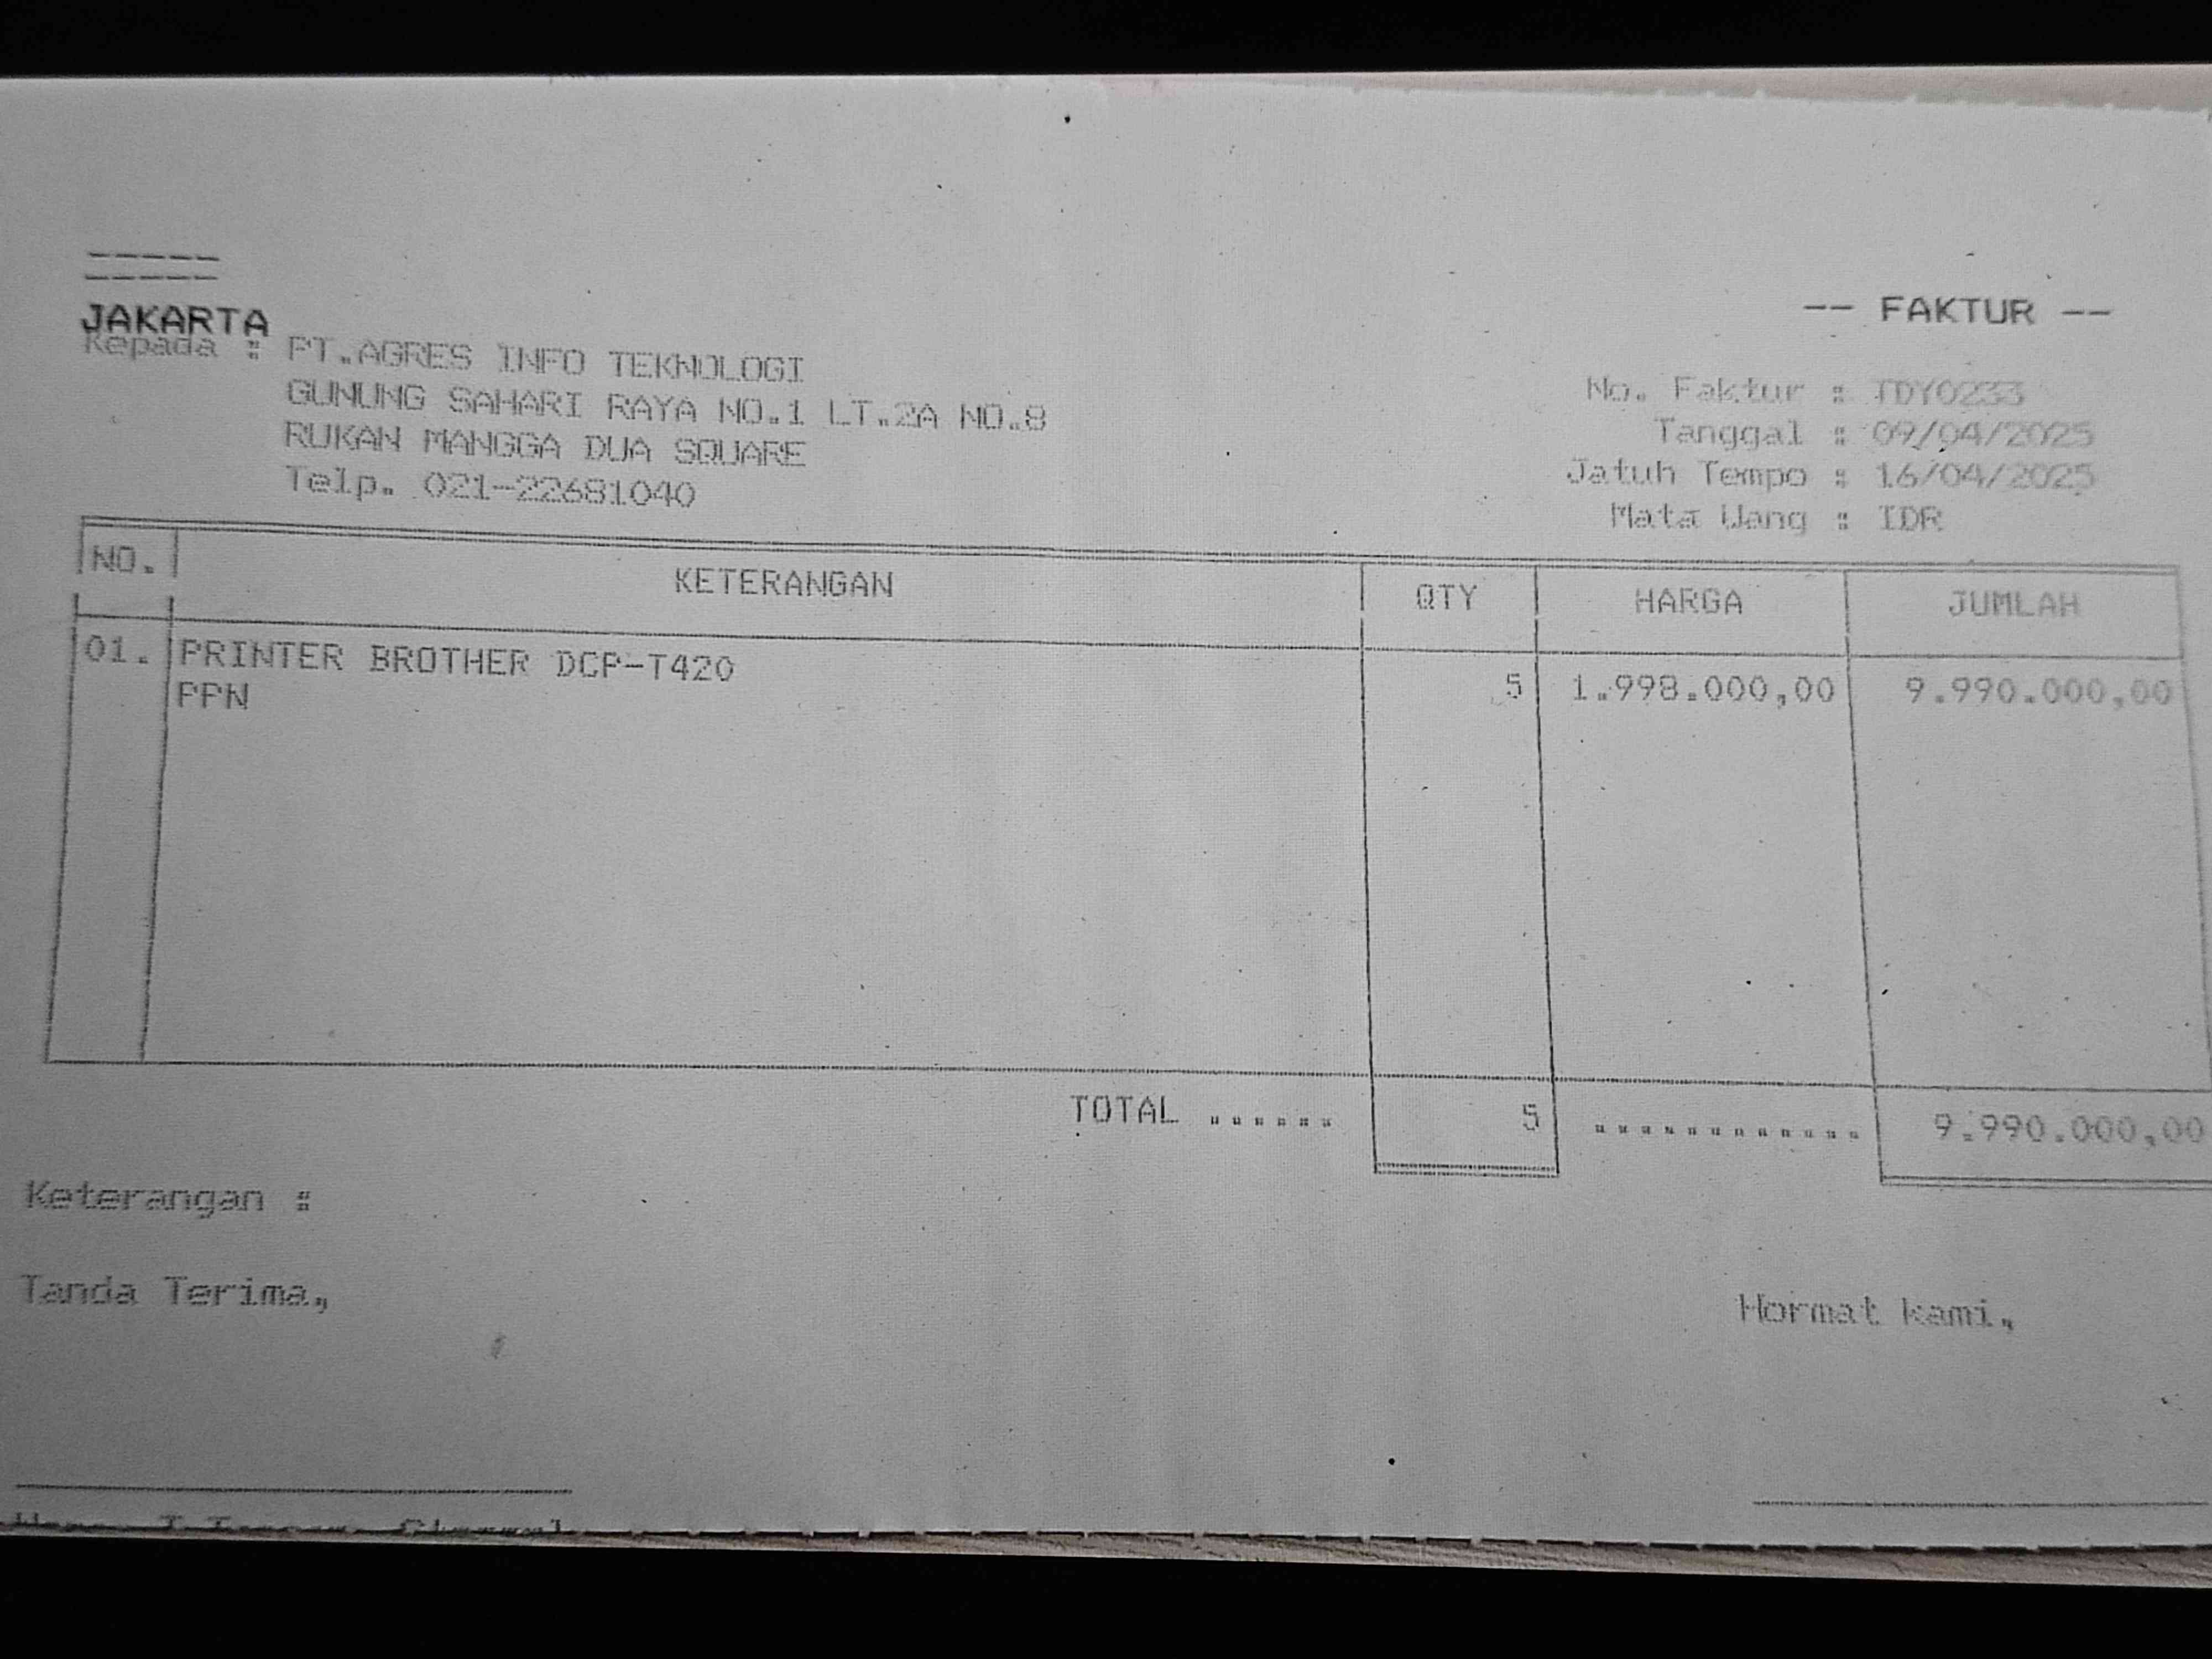 -----
-----
JAKARTA
-- FAKTUR --
Kepada : PT.AGRES INFO TEKNOLOGI
GUNUNG SAHARI RAYA NO.1 LT.2A NO.8
RUKAN MANGGA DUA SQUARE
Telp. 021-22681040
No. Faktur : TDY0233
Tanggal : 09/04/2025
Jatuh Tempo : 16/04/2025
Mata Uang : IDR
NO. KETERANGAN QTY HARGA JUMLAH
01. PRINTER BROTHER DCP-T420 5 1.998.000,00 9.990.000,00
PPN
TOTAL ...... 5 ............ 9.990.000,00
Keterangan :
Tanda Terima,
Hormat kami,